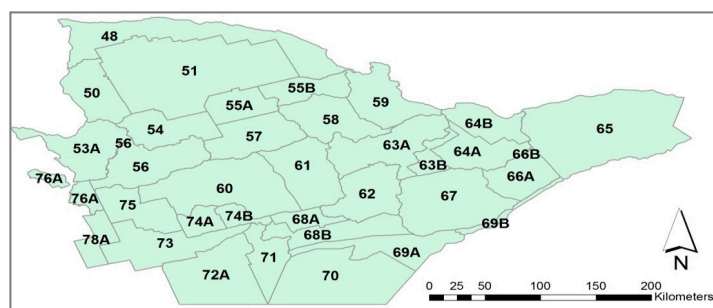 48
51
50
55B
55A
59
54
58
64B
65
56
57
53A
63A
64A
66B
56
61
63B
66A
76A
60
62
76A
75
67
74A
74B
68A
69B
78A
73
68B
71
69A
72A
70
N
0 25 50 100 150 200
Kilometers